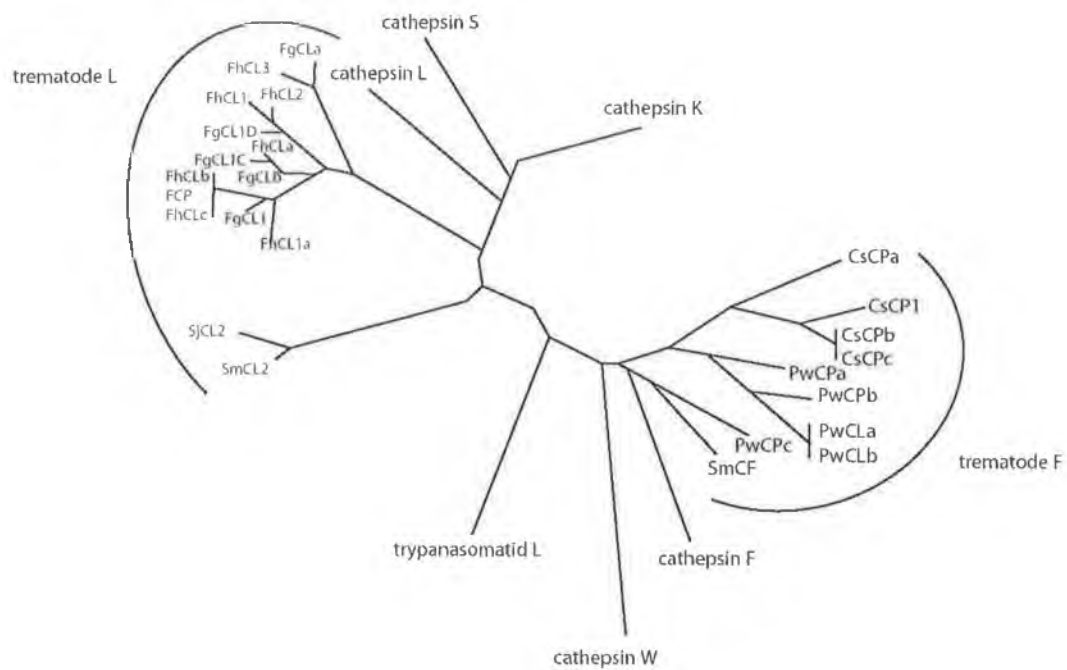 cathepsin S
FgCLa
trematode L
FhCL3
cathepsin L
FhCL1
FhCL2
cathepsin K
FgCL1D
FhCLa
FgCL1C
FhCLb
FgCLB
FCP
FhCLc
FgCL1
FhCL1a
CsCPa
CsCP1
SjCL2
CsCPb
CsCPc
SmCL2
PwCPa
PwCPb
PwCLa
PwCPc
PwCLb
SmCF
trematode F
trypanasomatid L
cathepsin F
cathepsin W